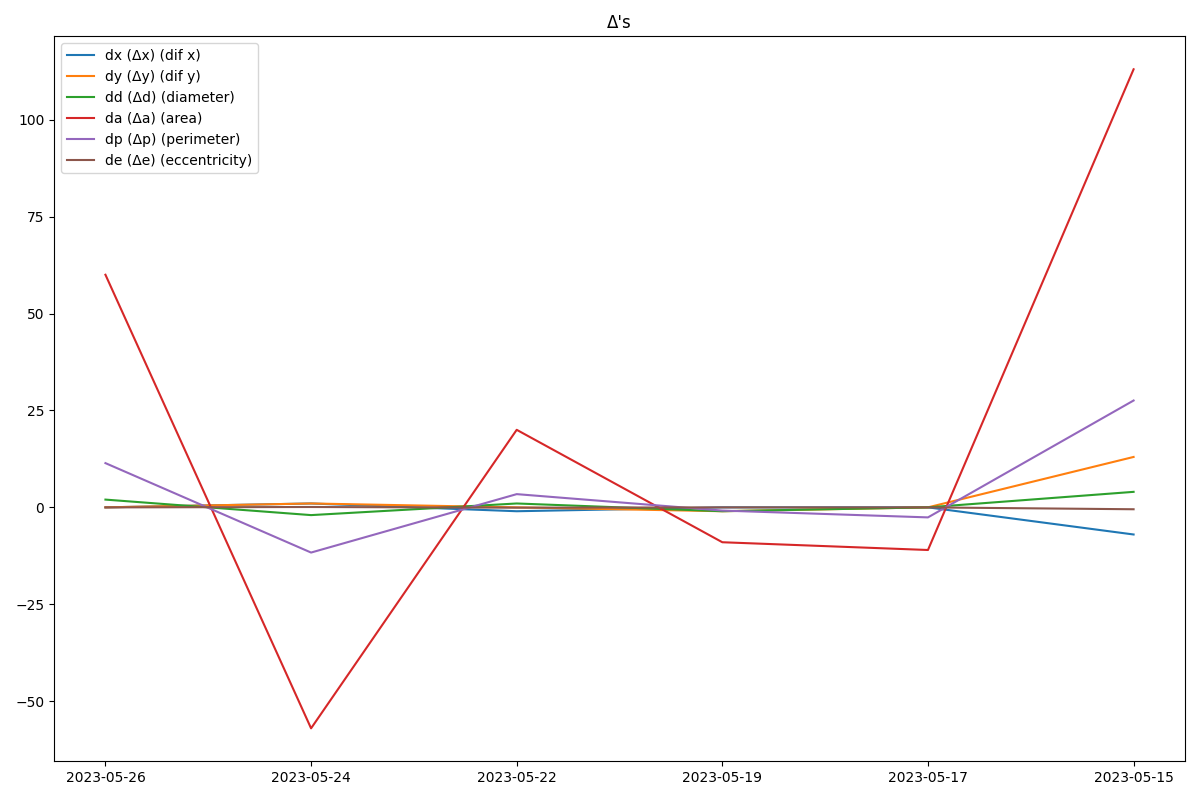 Δ's
dx (Δx) (dif x)
dy (Δy) (dif y)
dd (Δd) (diameter)
da (Δa) (area)
dp (Δp) (perimeter)
de (Δe) (eccentricity)
100
75
50
25
0
−25
−50
2023-05-26 2023-05-24 2023-05-22 2023-05-19 2023-05-17 2023-05-15